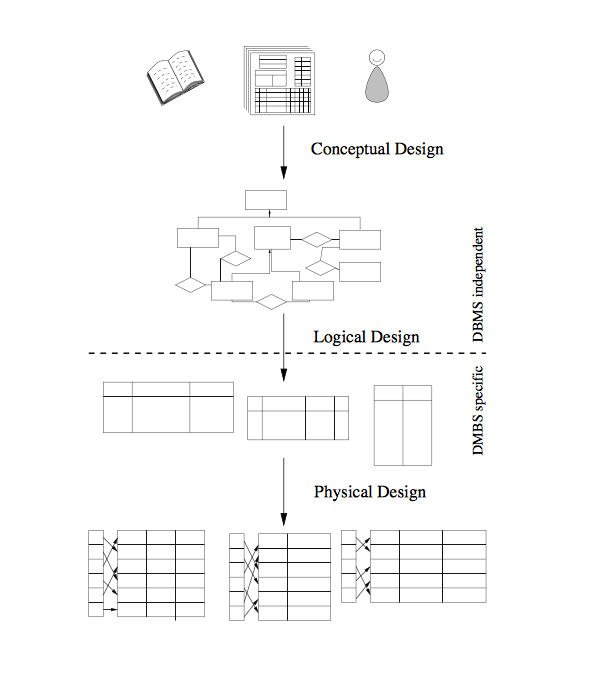 Conceptual Design
DBMS independent
Logical Design
DMBS specific
Physical Design